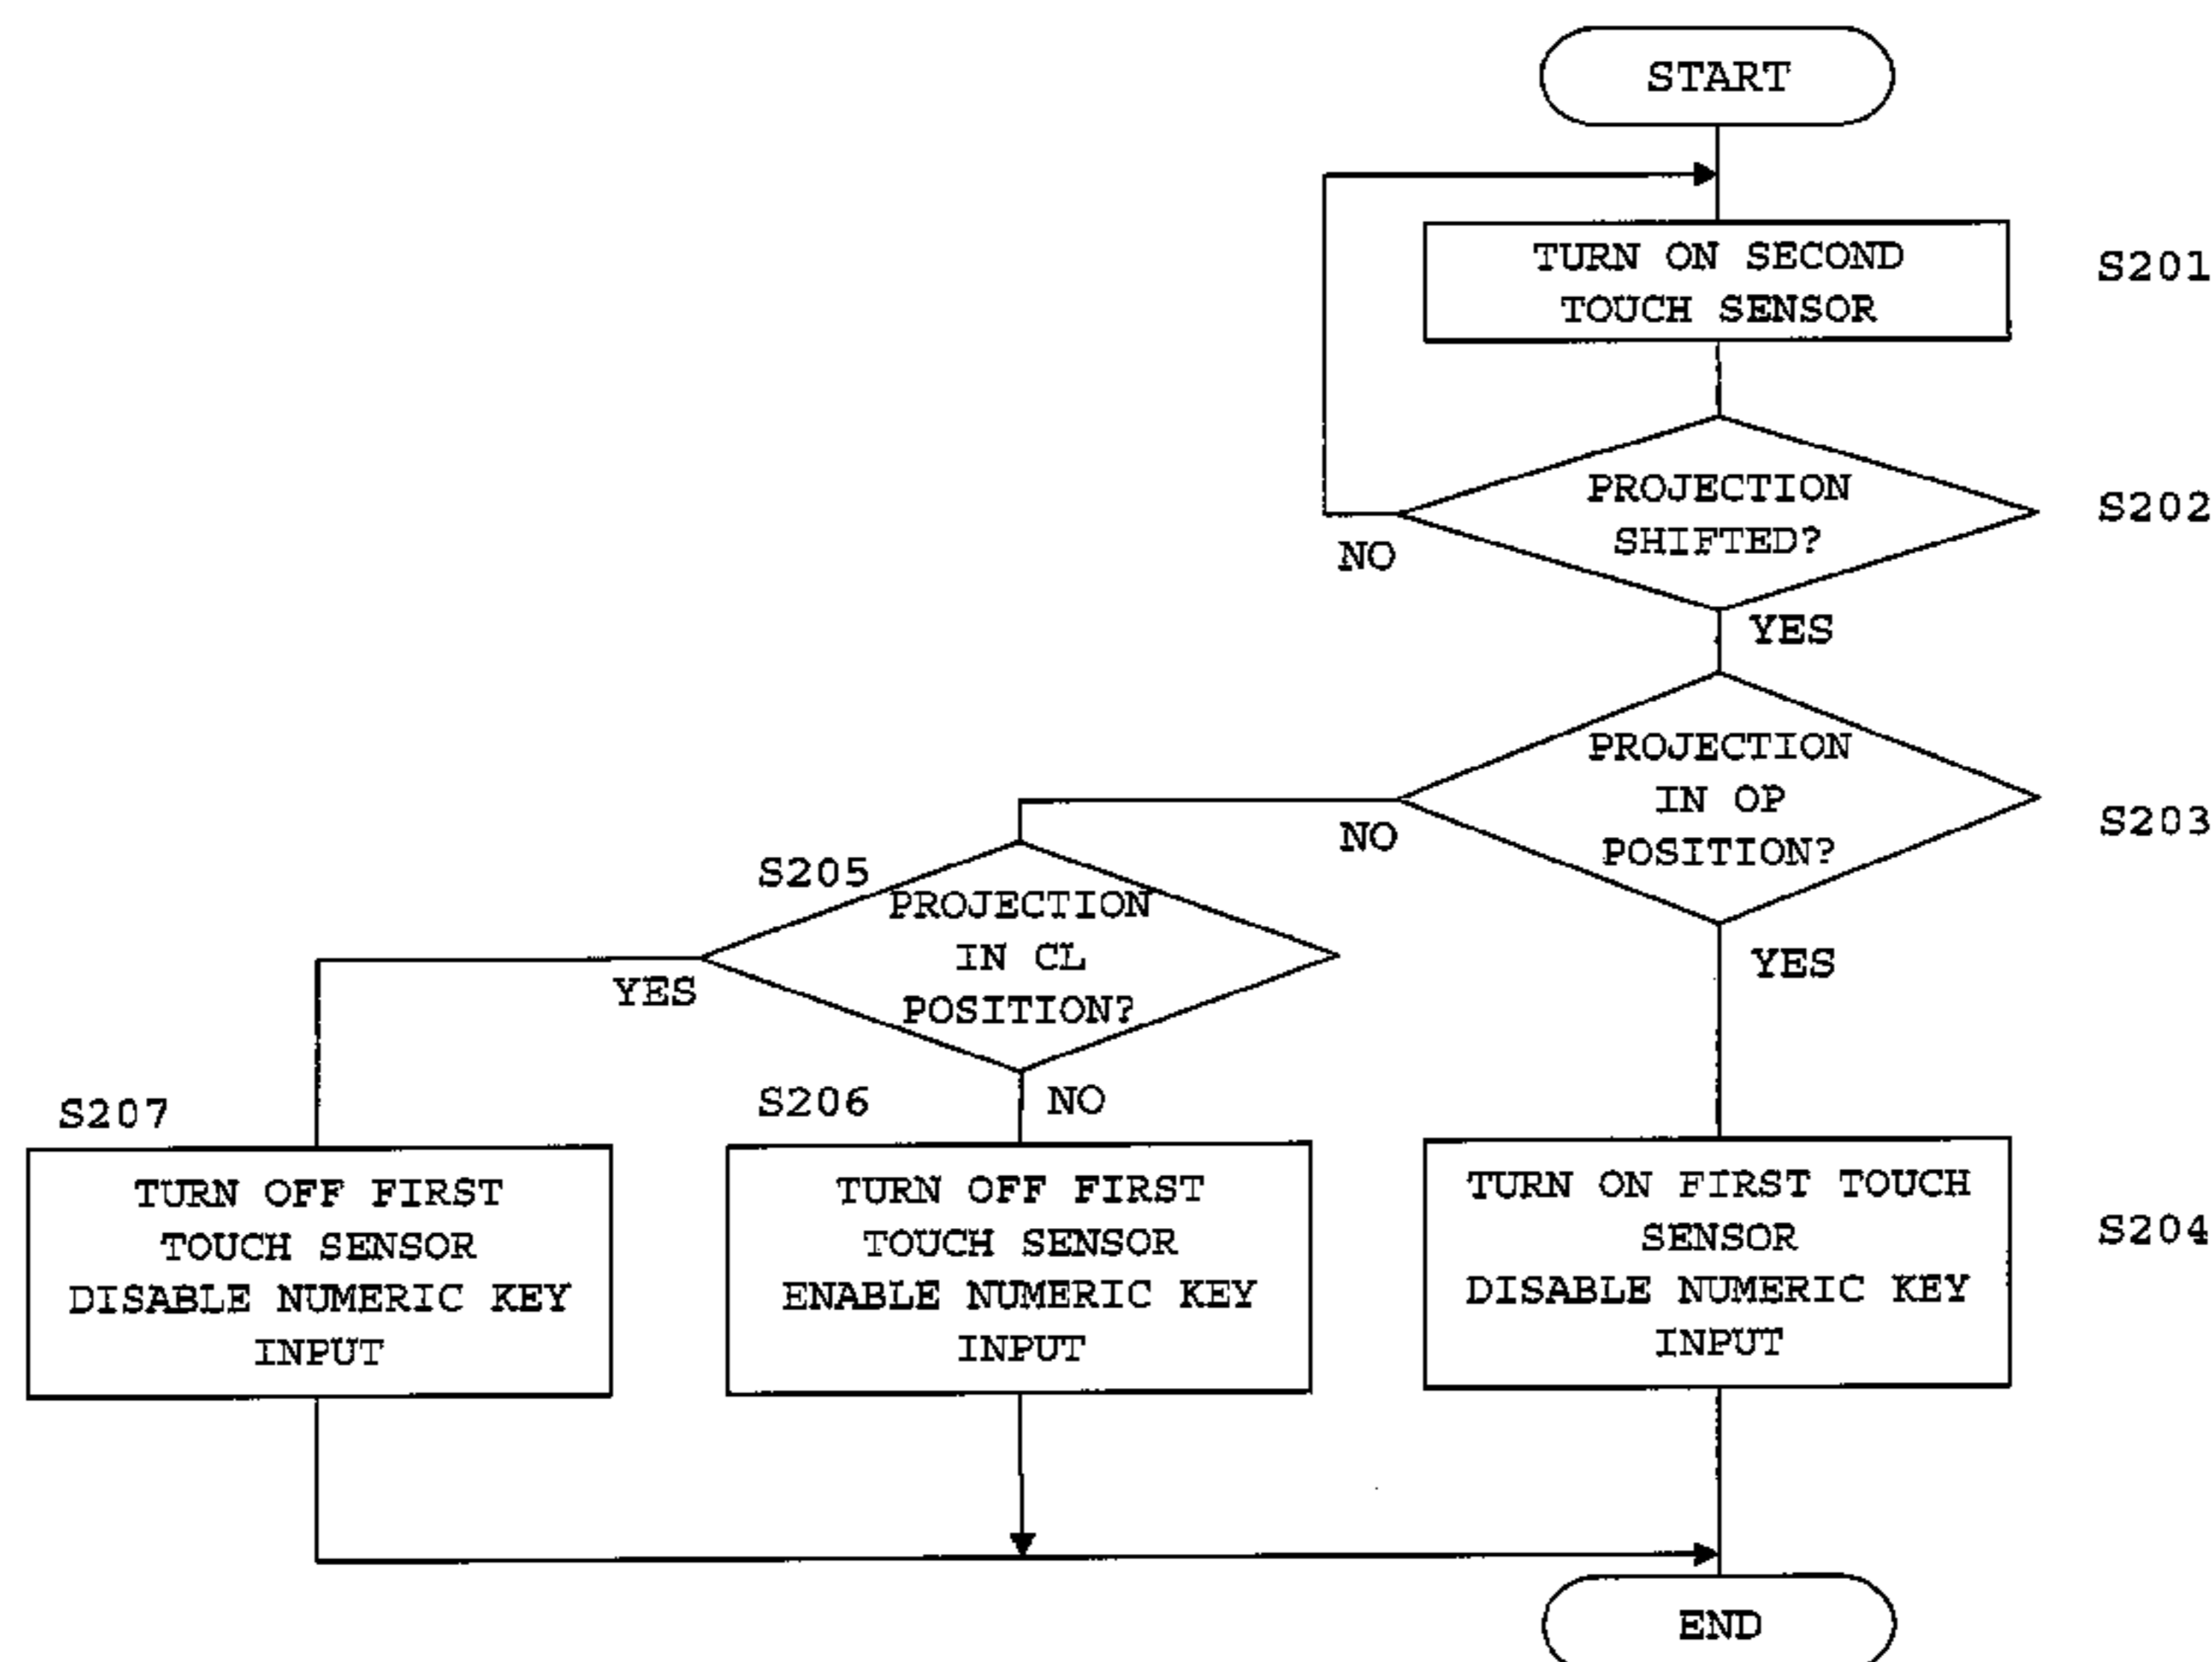 START
TURN ON SECOND
TOUCH SENSOR
S201
PROJECTION
SHIFTED?
S202
NO
YES
PROJECTION
IN OP
POSITION?
S203
NO
YES
S205
PROJECTION
IN CL
POSITION?
YES
NO
S207
TURN OFF FIRST
TOUCH SENSOR
DISABLE NUMERIC KEY
INPUT
S206
TURN OFF FIRST
TOUCH SENSOR
ENABLE NUMERIC KEY
INPUT
TURN ON FIRST TOUCH
SENSOR
DISABLE NUMERIC KEY
INPUT
S204
END